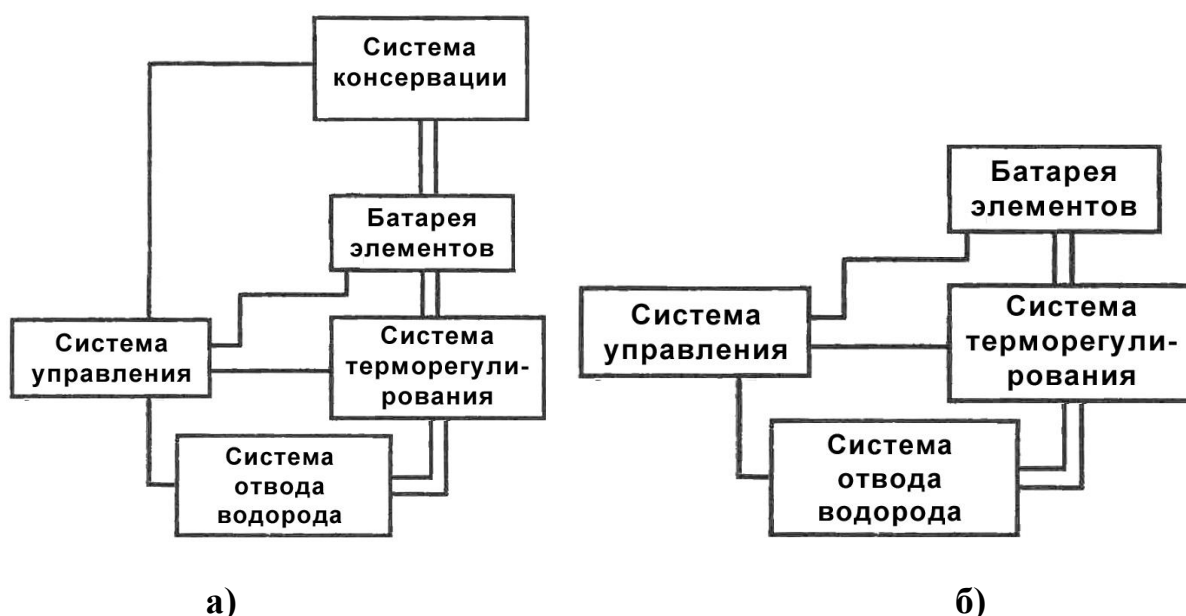 Система
консервации
Батарея
элементов
Система
управления
Система
терморегули-
рования
Система
отвода
водорода
а)
Батарея
элементов
Система
управления
Система
терморегули-
рования
Система
отвода
водорода
б)